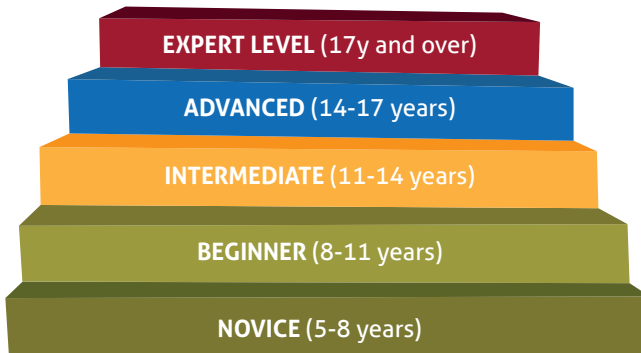 EXPERT LEVEL (17y and over)
ADVANCED (14-17 years)
INTERMEDIATE (11-14 years)
BEGINNER (8-11 years)
NOVICE (5-8 years)